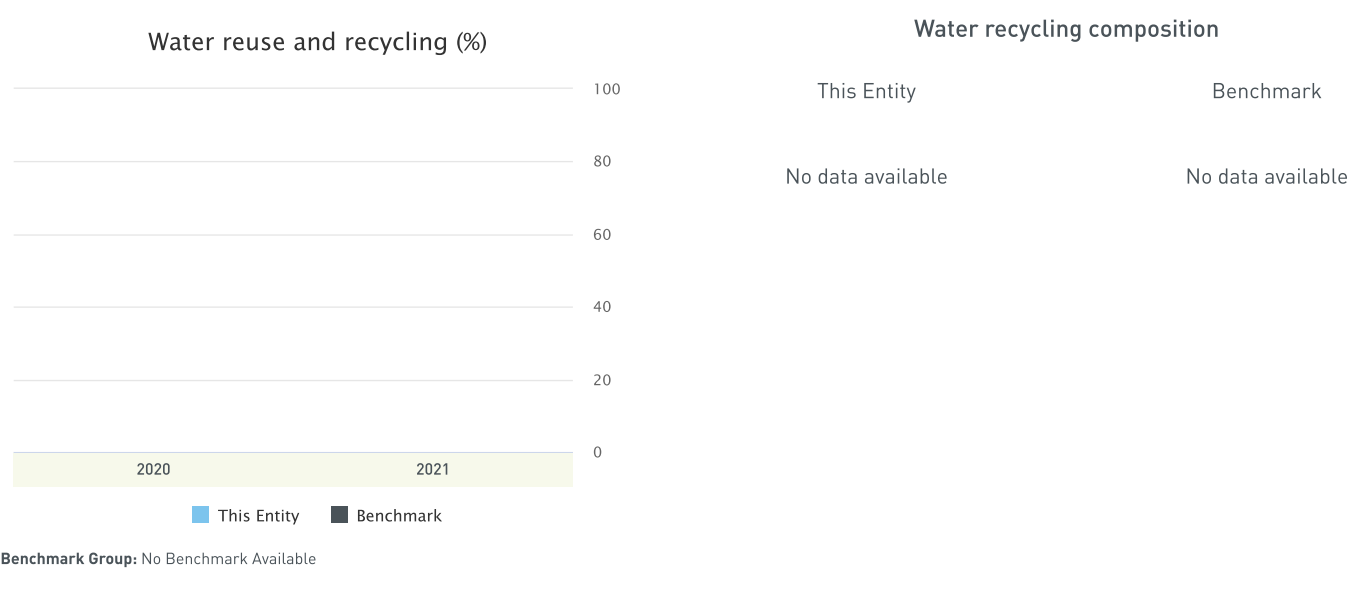 Water reuse and recycling (%)
100
80
60
40
20
0
2020 2021
This Entity Benchmark
Benchmark Group: No Benchmark Available
Water recycling composition
This Entity Benchmark
No data available No data available